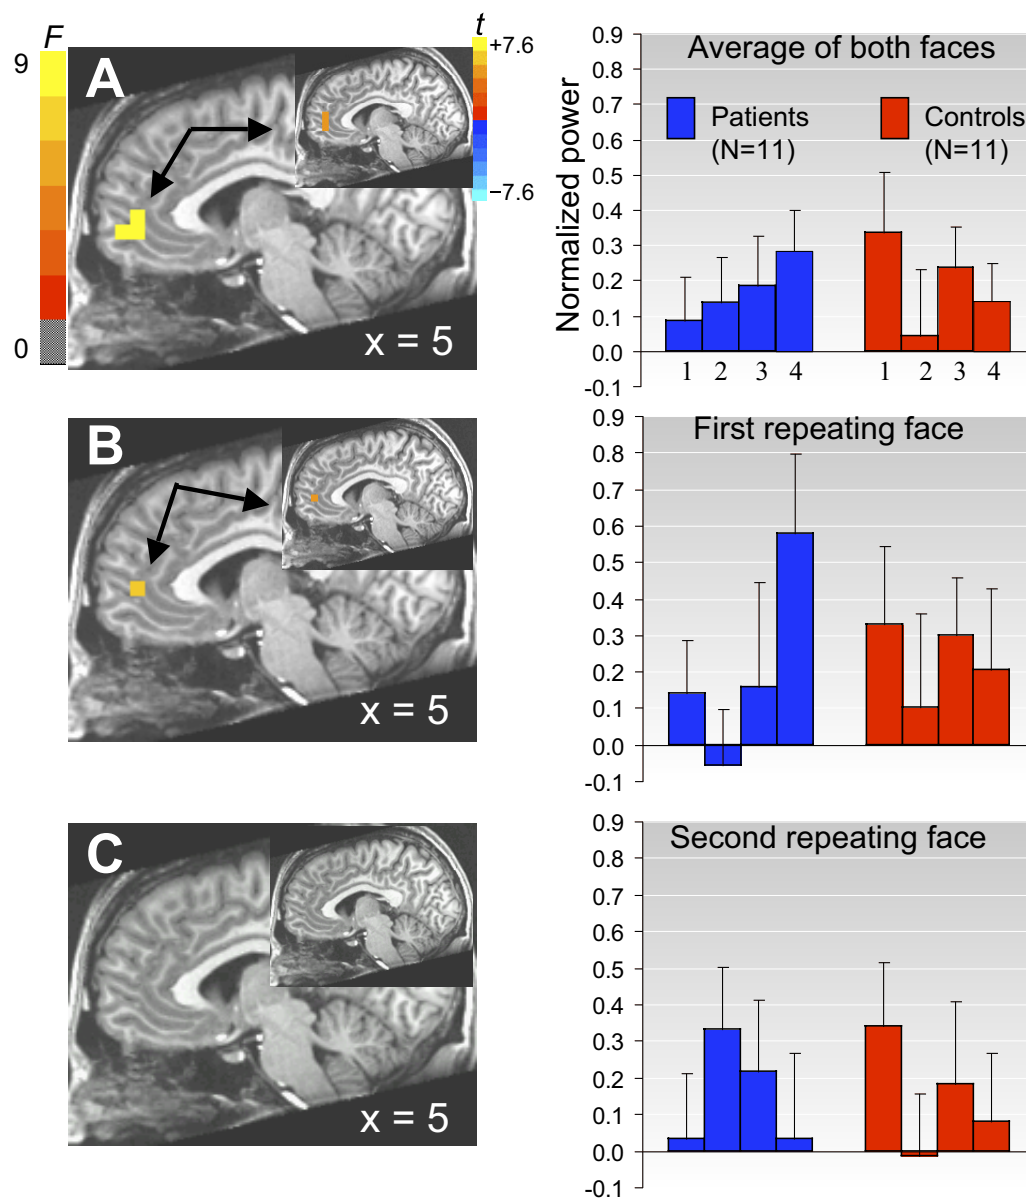 F
9
0
A
t
+7.6
−7.6
x = 5
Normalized power
0.9
0.8
0.7
0.6
0.5
0.4
0.3
0.2
0.1
0.0
-0.1
Average of both faces
Patients
(N=11)
Controls
(N=11)
1 2 3 4 1 2 3 4
B
x = 5
0.9
0.8
0.7
0.6
0.5
0.4
0.3
0.2
0.1
0.0
-0.1
First repeating face
C
x = 5
0.9
0.8
0.7
0.6
0.5
0.4
0.3
0.2
0.1
0.0
-0.1
Second repeating face